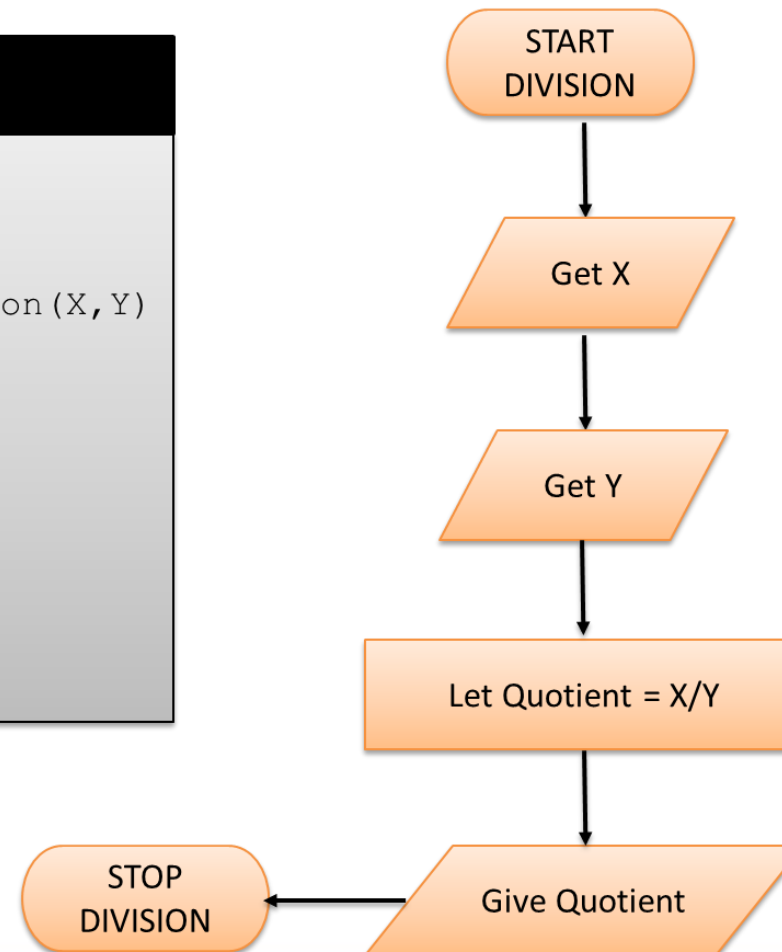 on(X,Y)
START
DIVISION
Get X
Get Y
Let Quotient = X/Y
Give Quotient
STOP
DIVISION